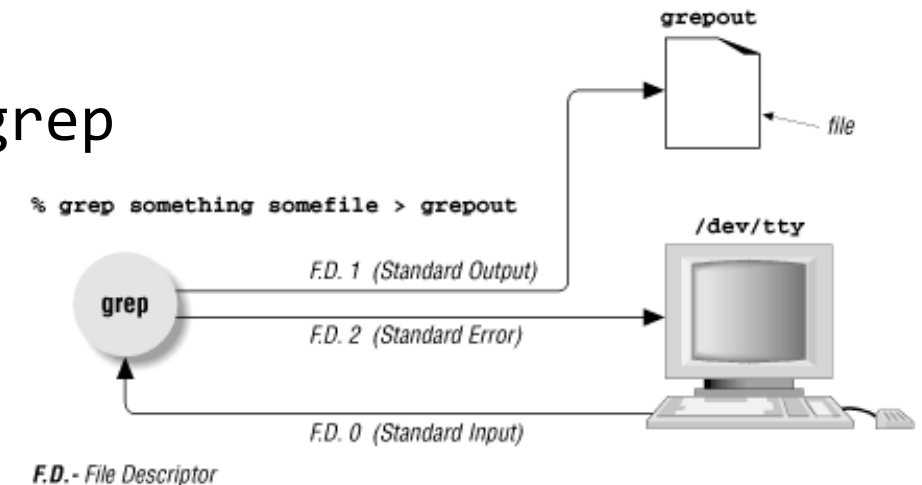 grepout
grep
file
% grep something somefile > grepout
/dev/tty
F.D. 1 (Standard Output)
grep
F.D. 2 (Standard Error)
F.D. 0 (Standard Input)
F.D.- File Descriptor